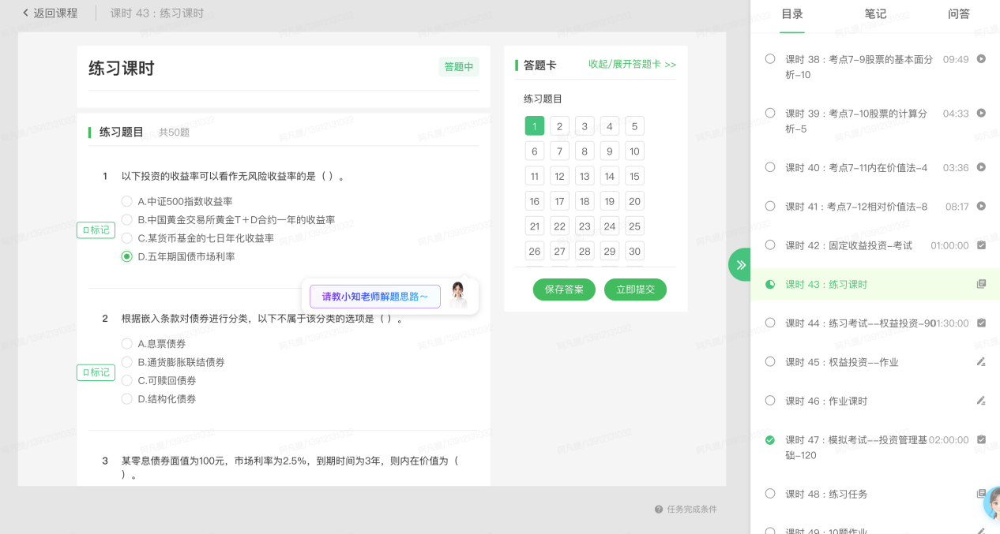 返回课程
课时 43：练习课时
练习课时
答题中
练习题目 共50题
1 以下投资的收益率可以看作无风险收益率的是（ ）。
A.中证500指数收益率
B.中国黄金交易所黄金T＋D合约一年的收益率
标记
C.某货币基金的七日年化收益率
D.五年期国债市场利率
请教小知老师解题思路～
2 根据嵌入条款对债券进行分类，以下不属于该分类的选项是（ ）。
A.息票债券
B.通货膨胀联结债券
标记
C.可赎回债券
D.结构化债券
3 某零息债券面值为100元，市场利率为2.5%，到期时间为3年，则内在价值为（
）。
答题卡 收起/展开答题卡 >>
练习题目
1 2 3 4 5
6 7 8 9 10
11 12 13 14 15
16 17 18 19 20
21 22 23 24 25
26 27 28 29 30
保存答案 立即提交
任务完成条件
目录 笔记 问答
课时 38：考点7-9股票的基本面分 09:49
析-10
课时 39：考点7-10股票的计算分 04:33
析-5
课时 40：考点7-11内在价值法-4 03:36
课时 41：考点7-12相对价值法-8 08:17
课时 42：固定收益投资-考试 01:00:00
课时 43：练习课时
课时 44：练习考试--权益投资-90 01:30:00
课时 45：权益投资--作业
课时 46：作业课时
课时 47：模拟考试--投资管理基 02:00:00
础-120
课时 48：练习任务
课时 49：10题作业